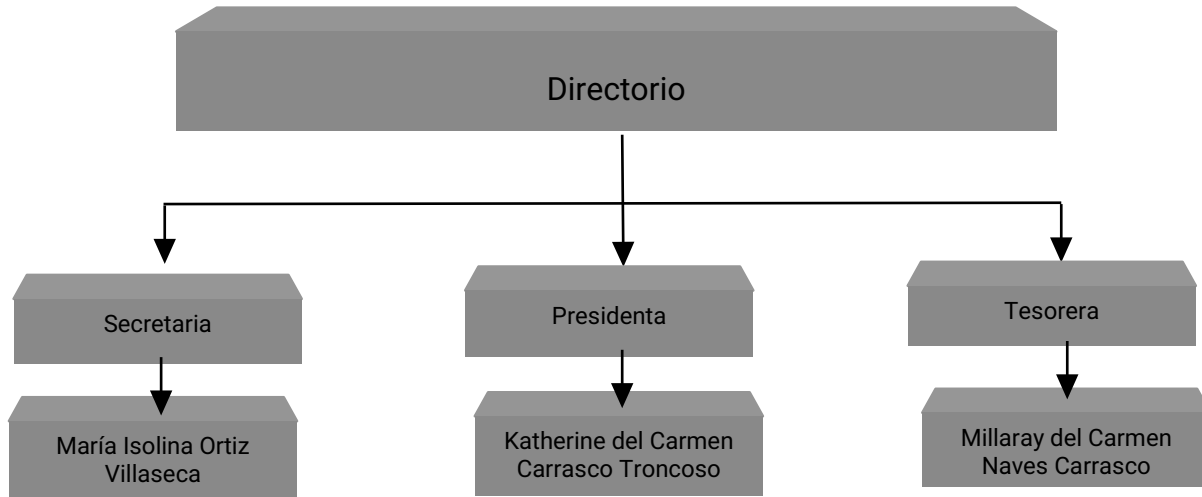 Directorio
Secretaria
Presidenta
Tesorera
María Isolina Ortiz
Villaseca
Katherine del Carmen
Carrasco Troncoso
Millaray del Carmen
Naves Carrasco